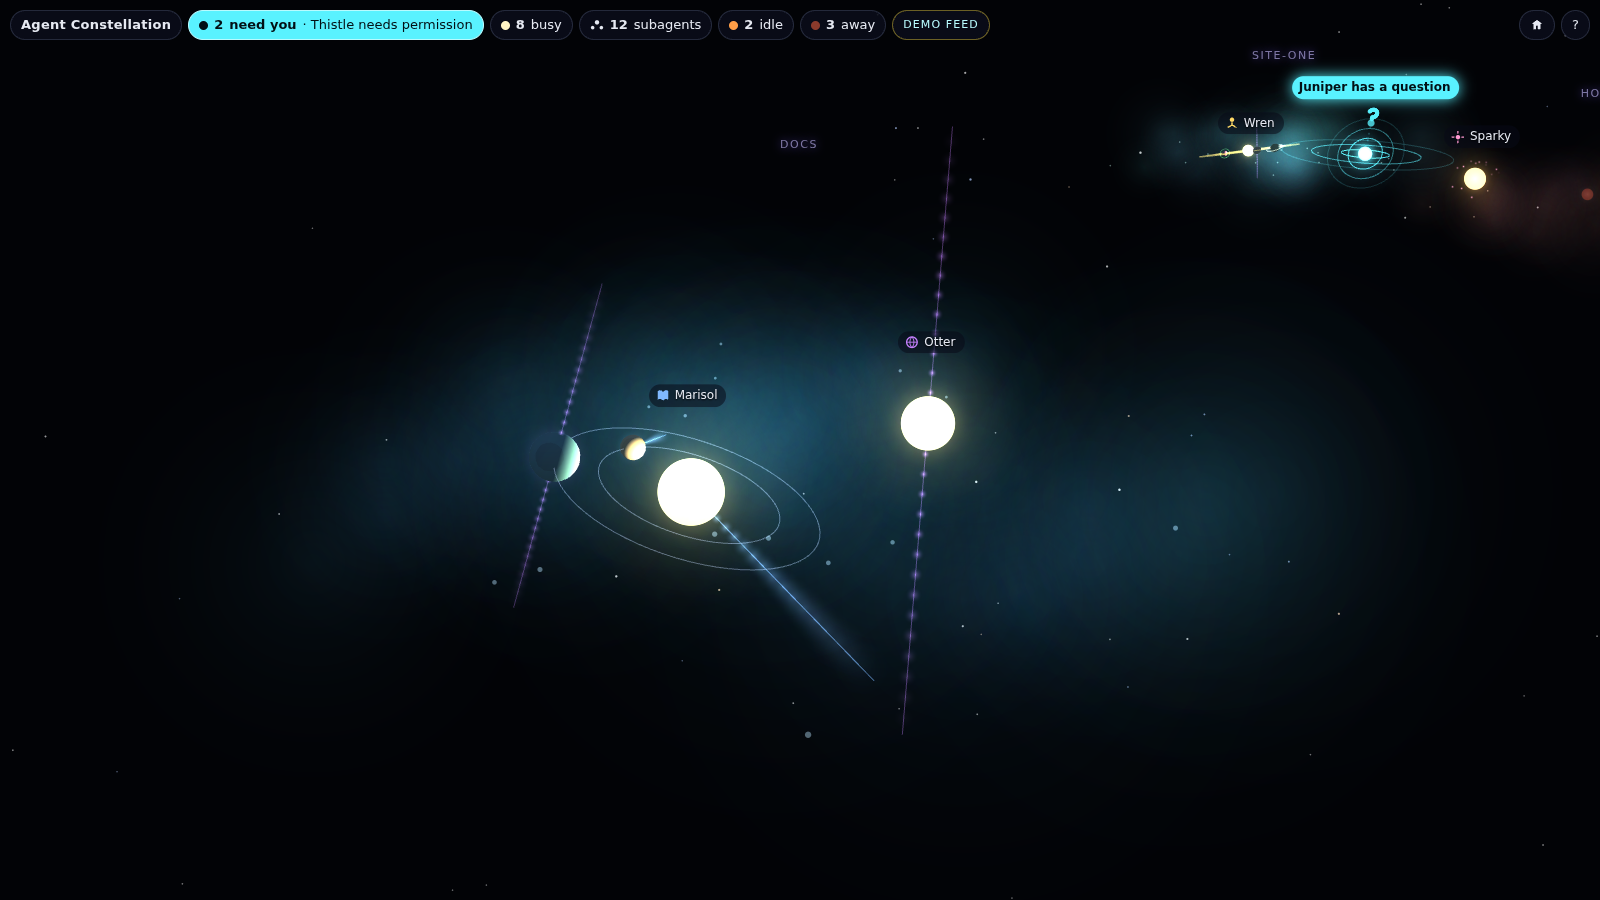 Agent Constellation
2 need you · Thistle needs permission
8 busy
12 subagents
2 idle
3 away
DEMO FEED
?
SITE-ONE
Juniper has a question
HO
?
Wren
Sparky
DOCS
Otter
Marisol